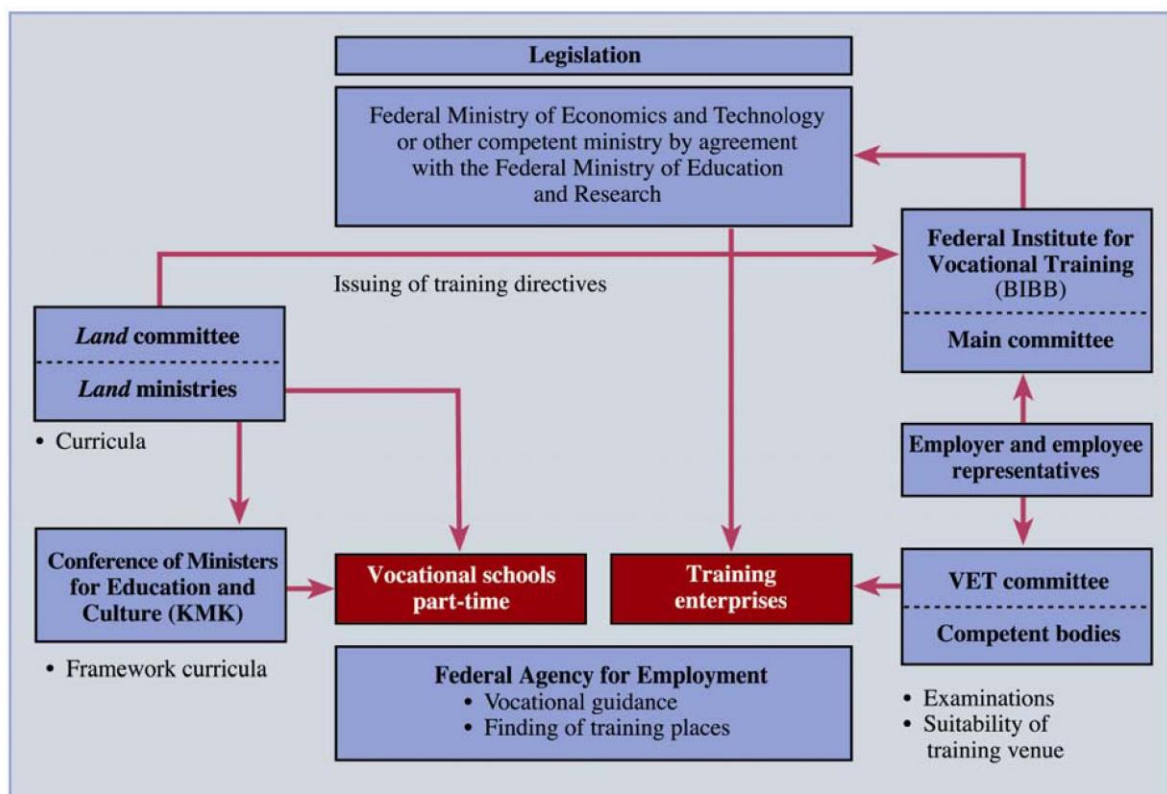 Legislation
Federal Ministry of Economics and Technology
or other competent ministry by agreement
with the Federal Ministry of Education
and Research
Federal Institute for
Vocational Training
(BIBB)
Main committee
Issuing of training directives
Land committee
Land ministries
• Curricula
Employer and employee
representatives
Conference of Ministers
for Education and
Culture (KMK)
• Framework curricula
Vocational schools
part-time
Training
enterprises
VET committee
Competent bodies
• Examinations
• Suitability of
training venue
Federal Agency for Employment
• Vocational guidance
• Finding of training places